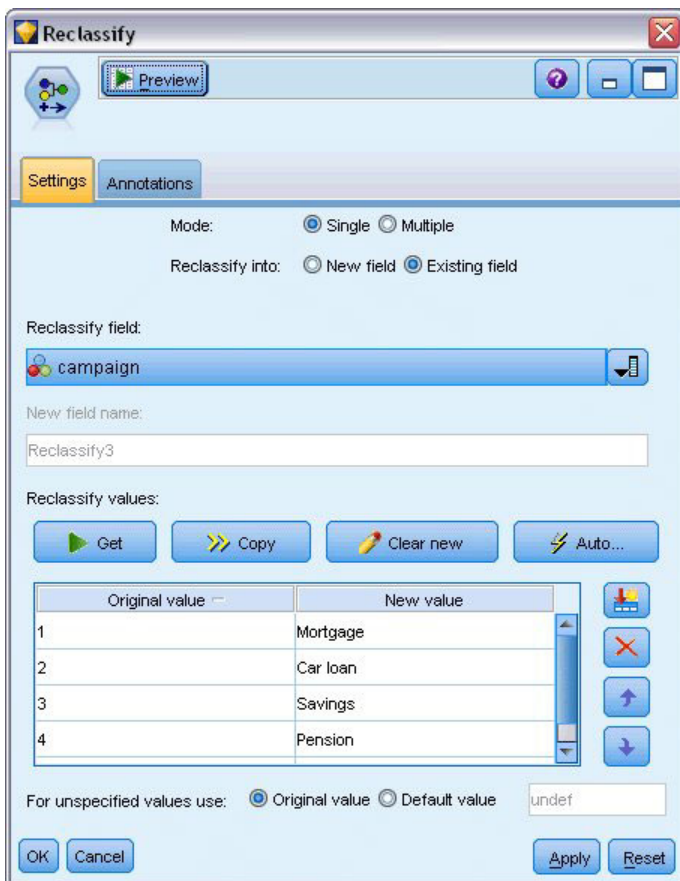 Reclassify
Preview
Settings Annotations
Mode: Single Multiple
Reclassify into: New field Existing field
Reclassify field:
campaign
New field name:
Reclassify3
Reclassify values:
Get Copy Clear new Auto...
Original value New value
1 Mortgage
2 Car loan
3 Savings
4 Pension
For unspecified values use: Original value Default value undef
OK Cancel Apply Reset